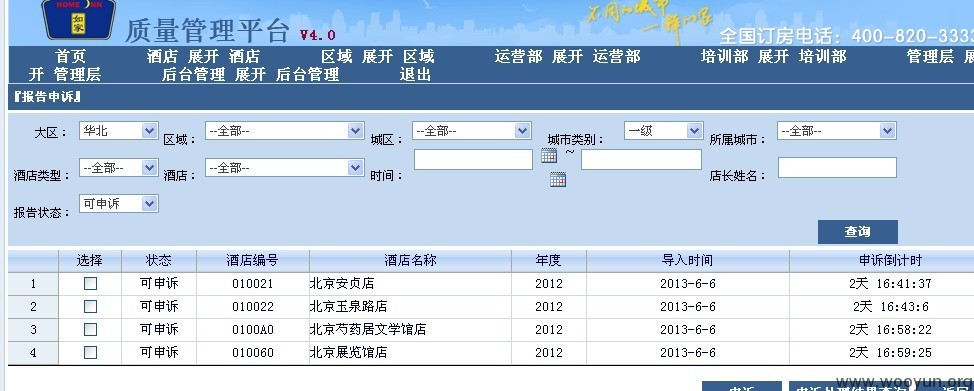 HOME INN
如家
质量管理平台 V4.0
不同的城市
一样的家
全国订房电话：400-820-3333
首页 酒店 展开 酒店 区域 展开 区域 运营部 展开 运营部 培训部 展开 培训部 管理层 展
开 管理层 后台管理 展开 后台管理 退出
『报告申诉』
大区： 华北 区域： --全部-- 城区： --全部-- 城市类别： 一级 所属城市： --全部--
酒店类型： --全部-- 酒店： --全部-- 时间： ~ 店长姓名：
报告状态： 可申诉
查询
选择 状态 酒店编号 酒店名称 年度 导入时间 申诉倒计时
1 可申诉 010021 北京安贞店 2012 2013-6-6 2天 16:41:37
2 可申诉 010022 北京玉泉路店 2012 2013-6-6 2天 16:43:6
3 可申诉 0100A0 北京芍药居文学馆店 2012 2013-6-6 2天 16:58:22
4 可申诉 010060 北京展览馆店 2012 2013-6-6 2天 16:59:25
www.wooyun.org